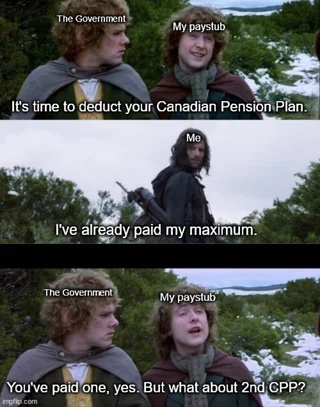 The Government
My paystub
It's time to deduct your Canadian Pension Plan.
Me
I've already paid my maximum.
The Government
My paystub
You've paid one, yes. But what about 2nd CPP?
imgflip.com